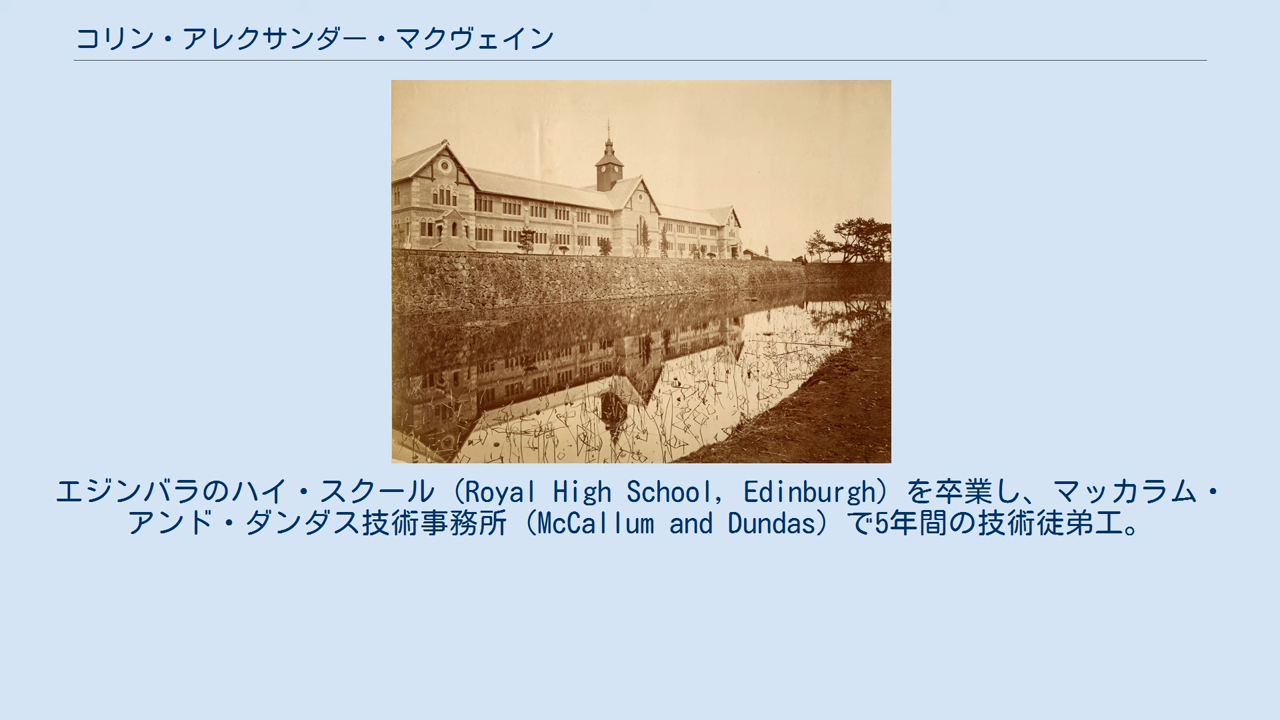 コリン・アレクサンダー・マクヴェイン
エジンバラのハイ・スクール（Royal High School, Edinburgh）を卒業し、マッカラム・
アンド・ダンダス技術事務所（McCallum and Dundas）で5年間の技術徒弟工。